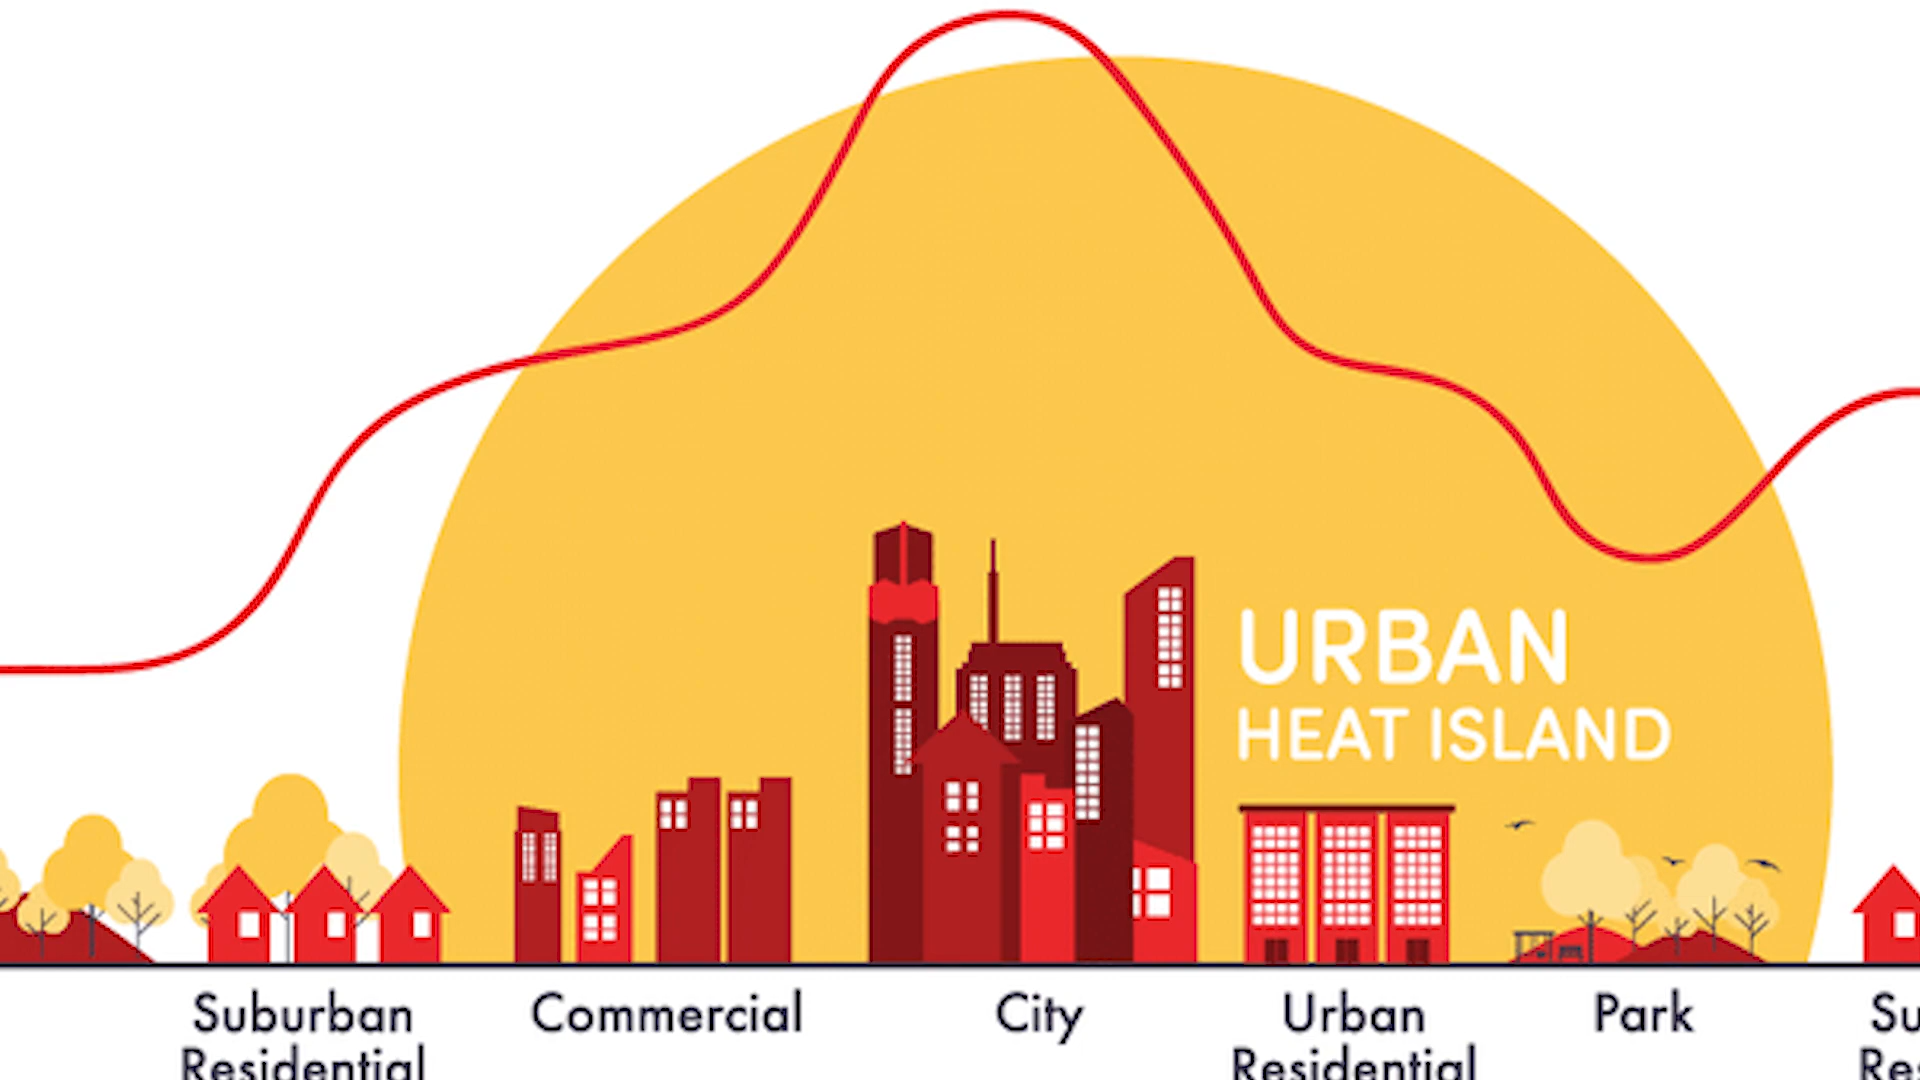 URBAN
HEAT ISLAND
Suburban
Residential
Commercial
City
Urban
Residential
Park